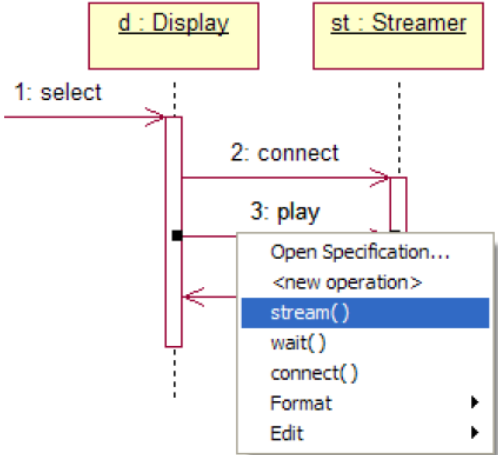 d : Display
st : Streamer
1: select
2: connect
3: play
Open Specification...
<new operation>
stream( )
wait( )
connect( )
Format
Edit